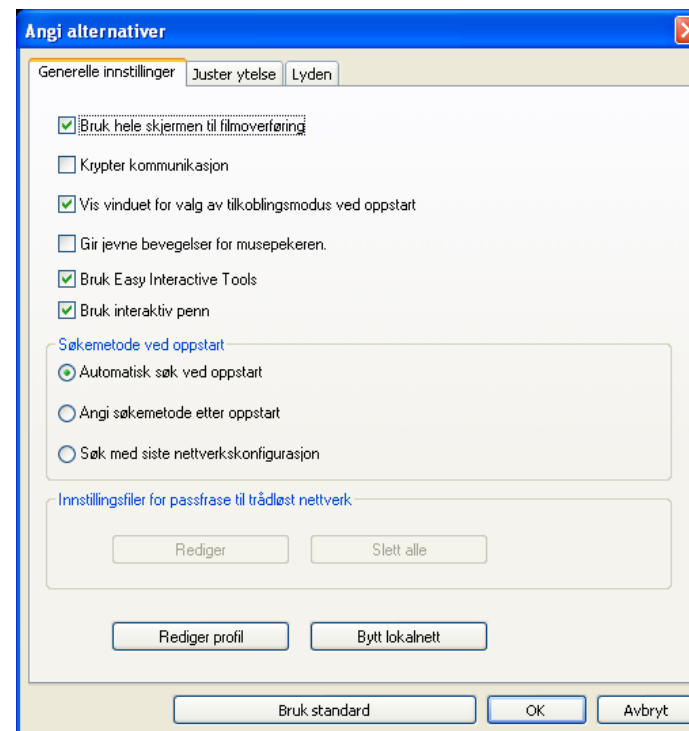 Angi alternativer
Generelle innstillinger Juster ytelse Lyden
Bruk hele skjermen til filmoverføring
Krypter kommunikasjon
Vis vinduet for valg av tilkoblingsmodus ved oppstart
Gir jevne bevegelser for musepekeren.
Bruk Easy Interactive Tools
Bruk interaktiv penn
Søkemetode ved oppstart
Automatisk søk ved oppstart
Angi søkemetode etter oppstart
Søk med siste nettverkskonfigurasjon
Innstillingsfiler for passfrase til trådløst nettverk
Rediger Slett alle
Rediger profil Bytt lokalnett
Bruk standard OK Avbryt